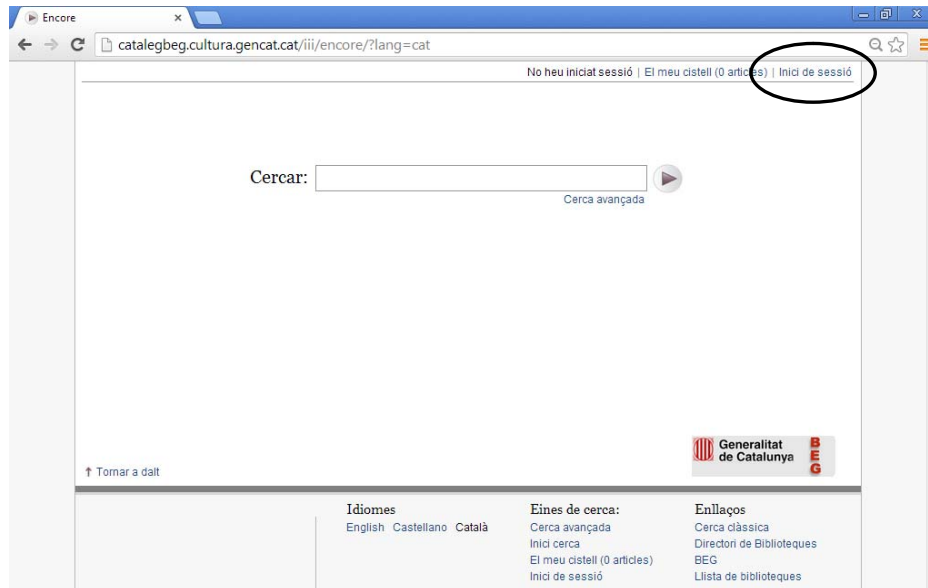 Encore
catalegbeg.cultura.gencat.cat/iii/encore/?lang=cat
No heu iniciat sessió | El meu cistell (0 articles) | Inici de sessió
Cercar:
Cerca avançada
Generalitat
de Catalunya
BEG
Tornar a dalt
Idiomes
English Castellano Català
Eines de cerca:
Cerca avançada
Inici cerca
El meu cistell (0 articles)
Inici de sessió
Enllaços
Cerca clàssica
Directori de Biblioteques
BEG
Llista de biblioteques